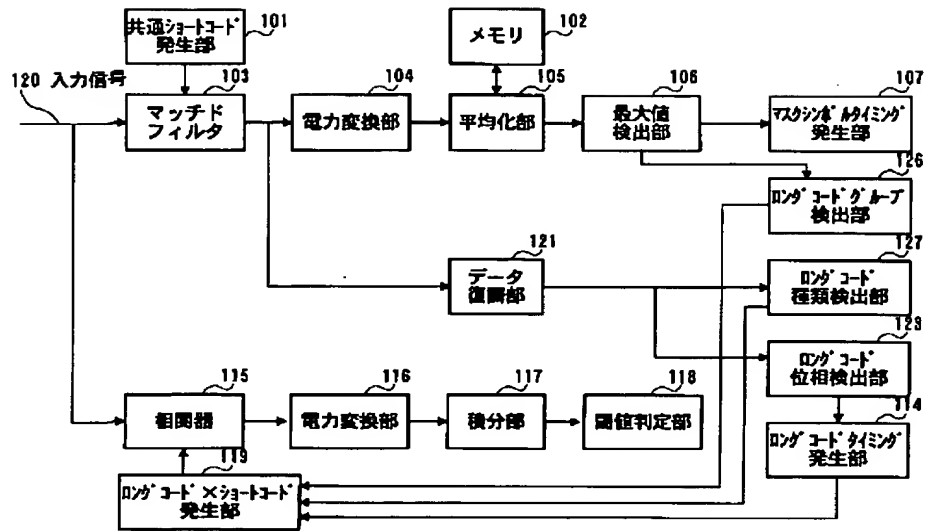 共通ショートコード
発生部
101
メモリ
102
120 入力信号
マッチド
フィルタ
103
電力変換部
104
平均化部
105
最大値
検出部
106
マスクシンボルタイミング
発生部
107
ロングコードグループ
検出部
126
データ
復調部
121
ロングコード
種類検出部
127
ロングコード
位相検出部
123
相関器
115
電力変換部
116
積分部
117
閾値判定部
118
ロングコードタイミング
発生部
114
ロングコード×ショートコード
発生部
119